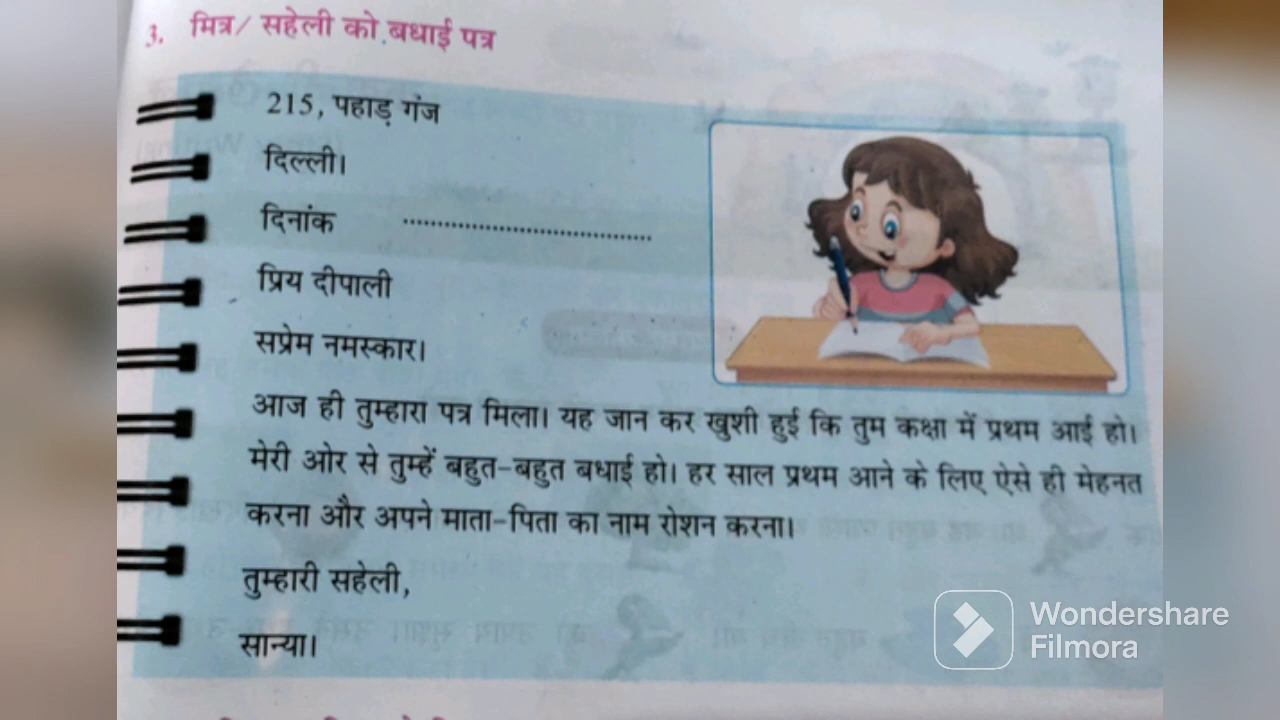 3. मित्र/ सहेली को बधाई पत्र
215, पहाड़ गंज
दिल्ली।
दिनांक ....................................
प्रिय दीपाली
सप्रेम नमस्कार।
आज ही तुम्हारा पत्र मिला। यह जान कर खुशी हुई कि तुम कक्षा में प्रथम आई हो।
मेरी ओर से तुम्हें बहुत-बहुत बधाई हो। हर साल प्रथम आने के लिए ऐसे ही मेहनत
करना और अपने माता-पिता का नाम रोशन करना।
तुम्हारी सहेली,
सान्या।
Wondershare
Filmora